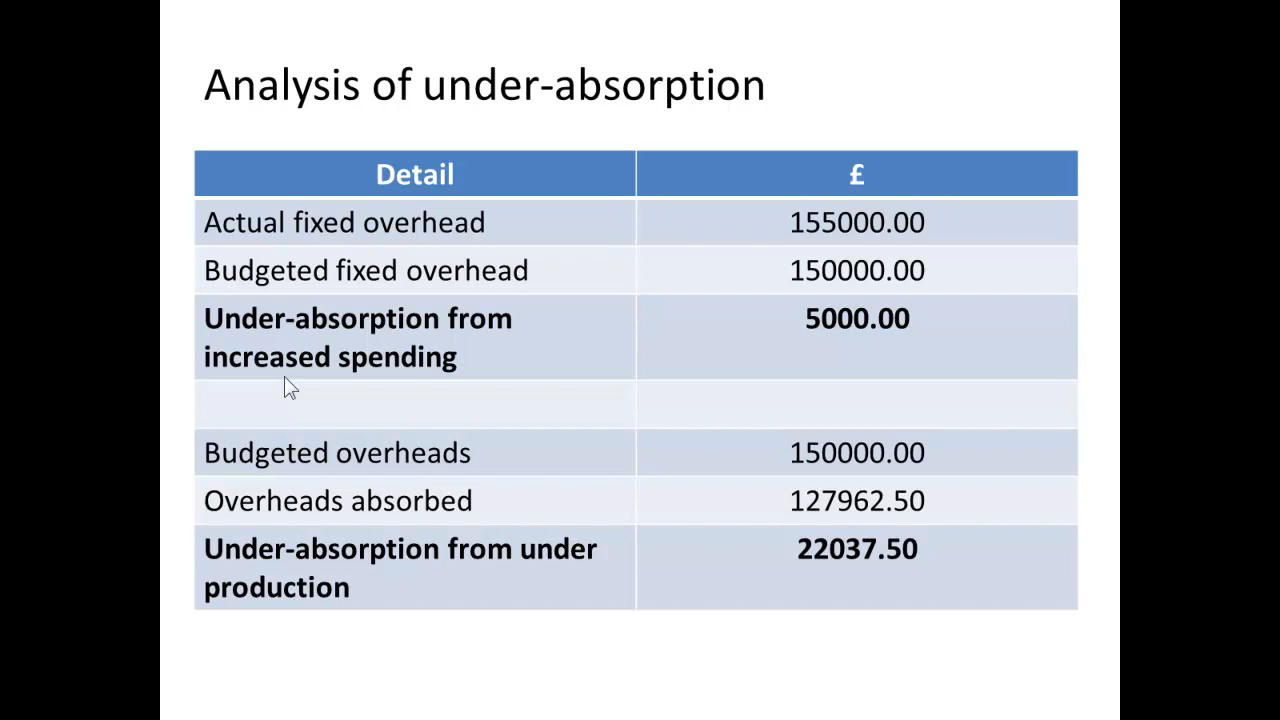 Analysis of under-absorption
Detail £
Actual fixed overhead 155000.00
Budgeted fixed overhead 150000.00
Under-absorption from 5000.00
increased spending
Budgeted overheads 150000.00
Overheads absorbed 127962.50
Under-absorption from under 22037.50
production